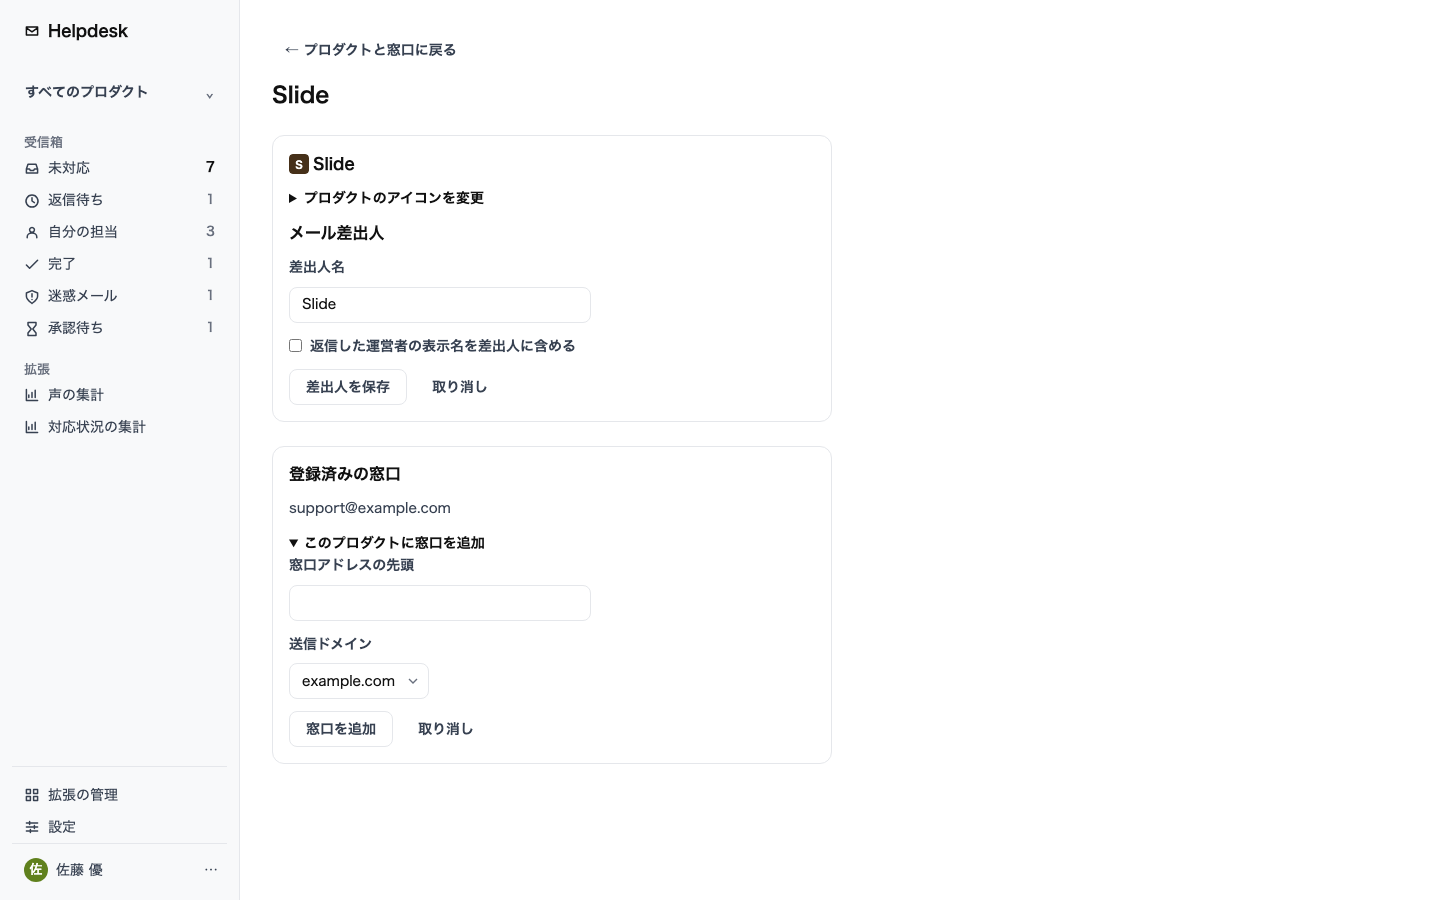 Helpdesk
すべてのプロダクト
受信箱
未対応 7
返信待ち 1
自分の担当 3
完了 1
迷惑メール 1
承認待ち 1
拡張
声の集計
対応状況の集計
拡張の管理
設定
佐 佐藤 優 …
← プロダクトと窓口に戻る
Slide
S Slide
▶ プロダクトのアイコンを変更
メール差出人
差出人名
Slide
返信した運営者の表示名を差出人に含める
差出人を保存 取り消し
登録済みの窓口
support@example.com
▼ このプロダクトに窓口を追加
窓口アドレスの先頭
送信ドメイン
example.com
窓口を追加 取り消し